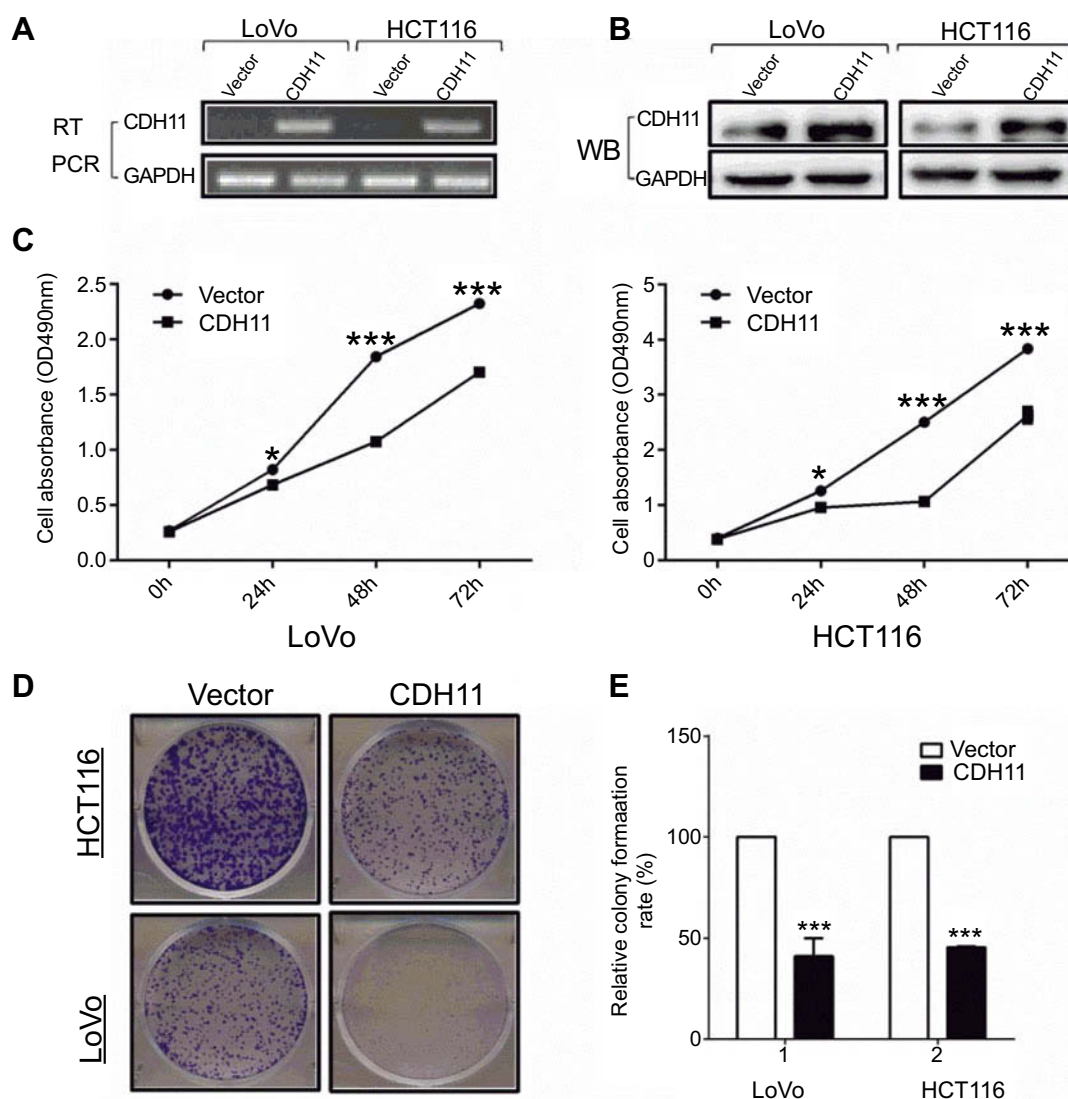 A
LoVo HCT116
Vector CDH11 Vector CDH11
RT
PCR
CDH11
GAPDH
B
LoVo HCT116
Vector CDH11 Vector CDH11
WB
CDH11
GAPDH
C
Cell absorbance (OD490nm)
2.5
2.0
1.5
1.0
0.5
0.0
Vector
CDH11
*
***
***
0h 24h 48h 72h
LoVo
Cell absorbance (OD490nm)
5
4
3
2
1
0
Vector
CDH11
*
***
***
0h 24h 48h 72h
HCT116
D
Vector CDH11
HCT116
LoVo
E
Relative colony formation
rate (%)
150
100
50
0
Vector
CDH11
*** ***
1 2
LoVo HCT116